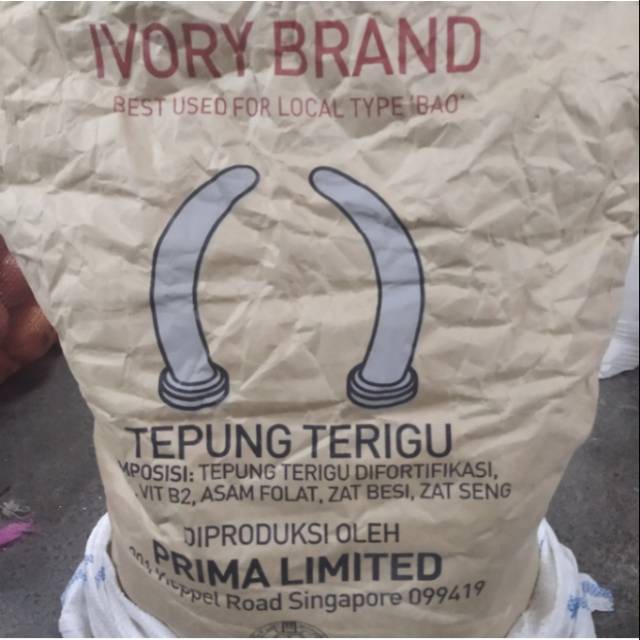 IVORY BRAND
BEST USED FOR LOCAL TYPE 'BAO'
TEPUNG TERIGU
MPOSISI: TEPUNG TERIGU DIFORTIFIKASI,
VIT B2, ASAM FOLAT, ZAT BESI, ZAT SENG
DIPRODUKSI OLEH
PRIMA LIMITED
Keppel Road Singapore 099419